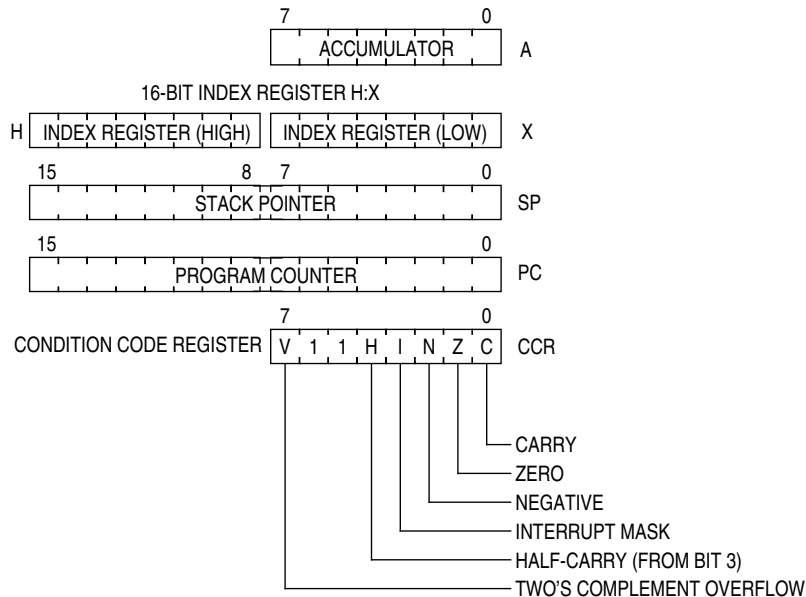 7 0
ACCUMULATOR A
16-BIT INDEX REGISTER H:X
H INDEX REGISTER (HIGH) INDEX REGISTER (LOW) X
15 8 7 0
STACK POINTER SP
15 0
PROGRAM COUNTER PC
7 0
CONDITION CODE REGISTER V 1 1 H I N Z C CCR
CARRY
ZERO
NEGATIVE
INTERRUPT MASK
HALF-CARRY (FROM BIT 3)
TWO'S COMPLEMENT OVERFLOW